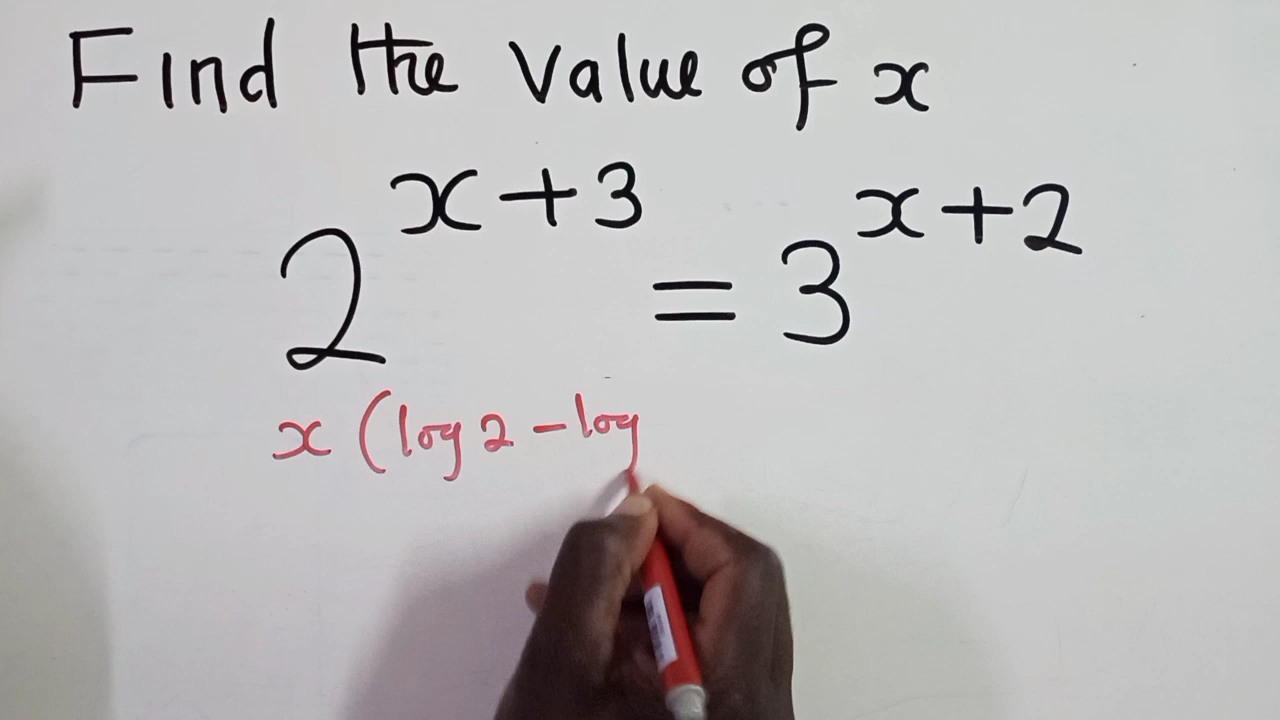 Find the value of x
2^{x+3} = 3^{x+2}
x (log 2 - log